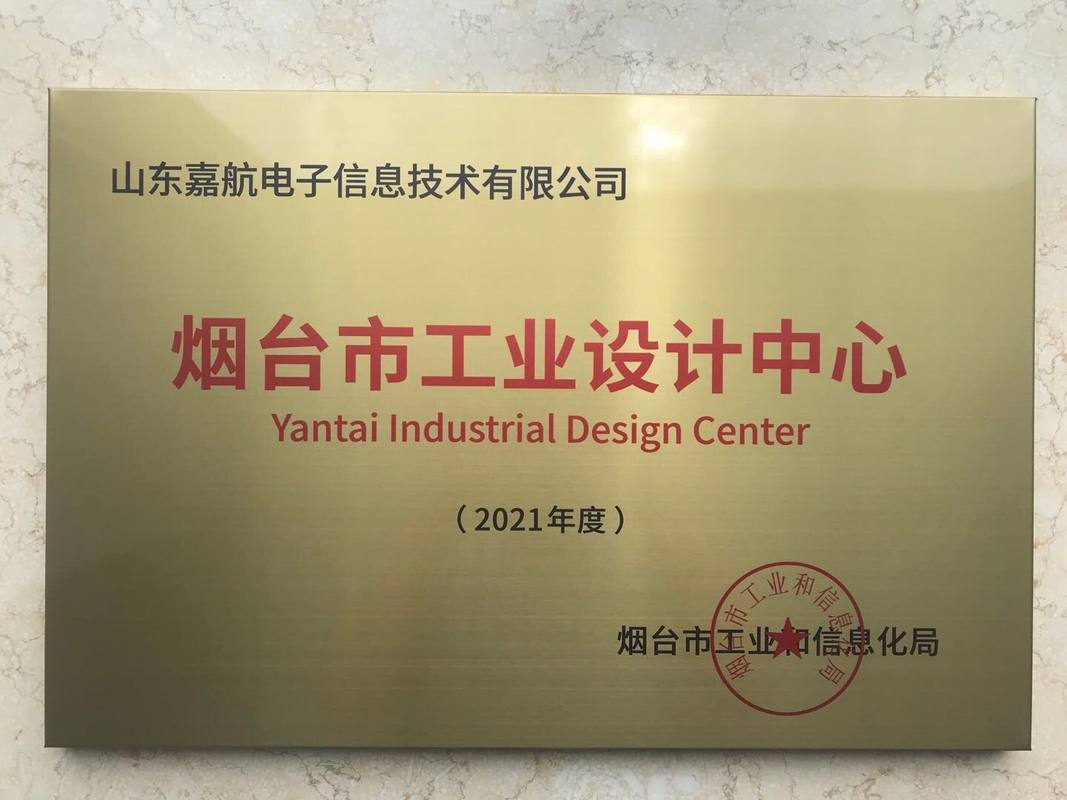 山东嘉航电子信息技术有限公司
烟台市工业设计中心
Yantai Industrial Design Center
（2021年度）
烟台市工业和信息化局
烟台市工业和信息化局